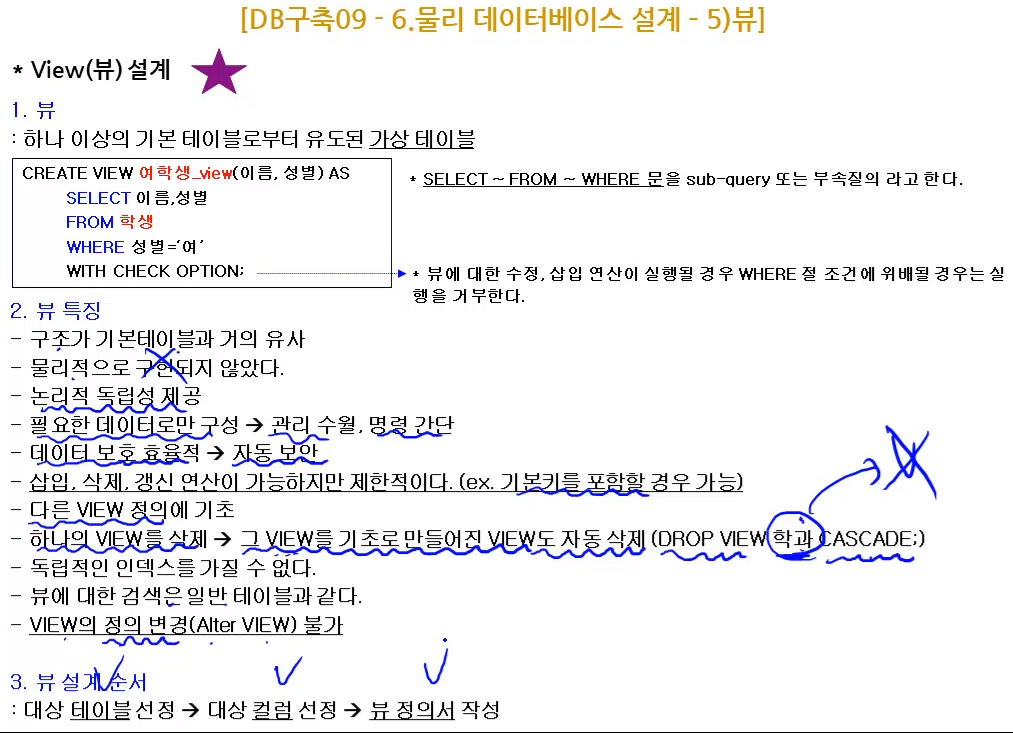 [DB구축09 - 6.물리 데이터베이스 설계 - 5)뷰]
* View(뷰) 설계
1. 뷰
: 하나 이상의 기본 테이블로부터 유도된 가상 테이블
CREATE VIEW 여학생_view(이름, 성별) AS
SELECT 이름,성별
FROM 학생
WHERE 성별='여'
WITH CHECK OPTION;
* SELECT ~ FROM ~ WHERE 문을 sub-query 또는 부속질의 라고 한다.
* 뷰에 대한 수정, 삽입 연산이 실행될 경우 WHERE 절 조건에 위배될 경우는 실
행을 거부한다.
2. 뷰 특징
- 구조가 기본테이블과 거의 유사
- 물리적으로 구현되지 않았다.
- 논리적 독립성 제공
- 필요한 데이터로만 구성 → 관리 수월, 명령 간단
- 데이터 보호 효율적 → 자동 보안
- 삽입, 삭제, 갱신 연산이 가능하지만 제한적이다. (ex. 기본키를 포함할 경우 가능)
- 다른 VIEW 정의에 기초
- 하나의 VIEW를 삭제 → 그 VIEW를 기초로 만들어진 VIEW도 자동 삭제 (DROP VIEW 학과 CASCADE;)
- 독립적인 인덱스를 가질 수 없다.
- 뷰에 대한 검색은 일반 테이블과 같다.
- VIEW의 정의 변경(Alter VIEW) 불가
3. 뷰 설계 순서
: 대상 테이블 선정 → 대상 컬럼 선정 → 뷰 정의서 작성